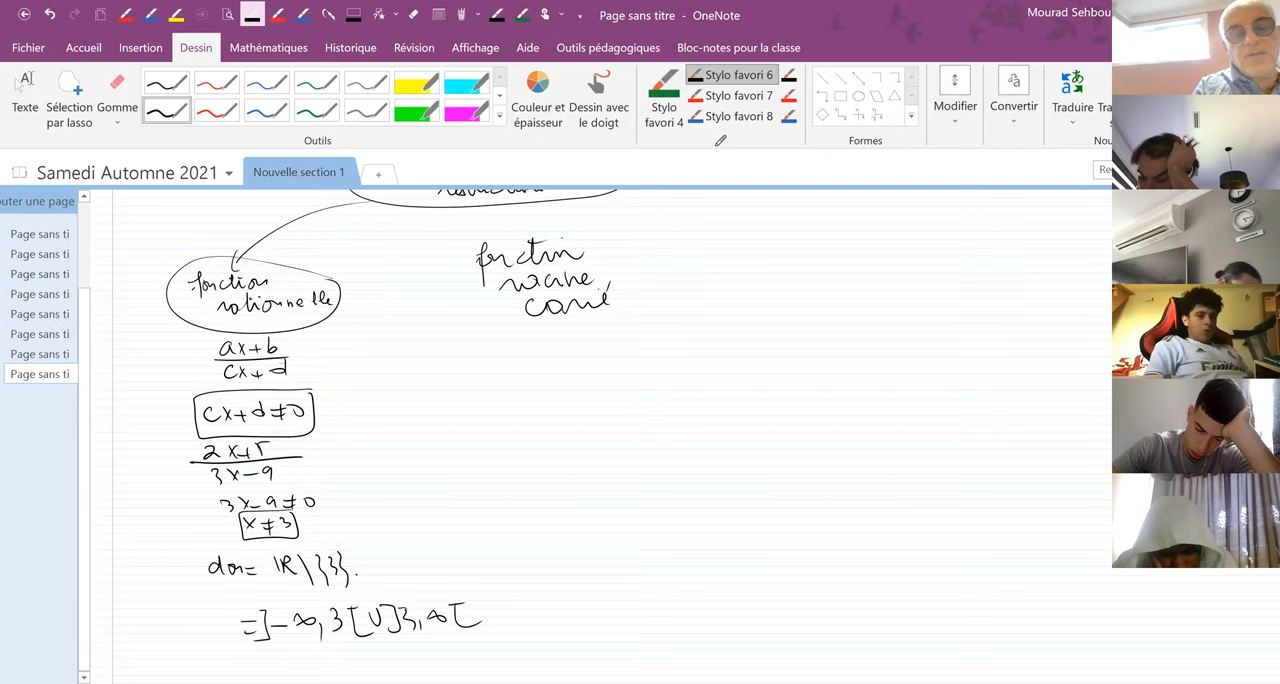 Page sans titre - OneNote
Mourad Sehbou
Fichier Accueil Insertion Dessin Mathématiques Historique Révision Affichage Aide Outils pédagogiques Bloc-notes pour la classe
Texte
Sélection par lasso
Gomme
Couleur et épaisseur
Dessin avec le doigt
Stylo favori 4
Stylo favori 6
Stylo favori 7
Stylo favori 8
Modifier
Convertir
Traduire
Outils
Formes
Samedi Automne 2021
Nouvelle section 1
outer une page
Page sans ti
Page sans ti
Page sans ti
Page sans ti
Page sans ti
Page sans ti
Page sans ti
Page sans ti
fonction
rationnelle
ax+b
cx+d
cx+d≠0
2x+5
3x-9
3x-9≠0
x≠3
dom= IR\{3}.
=]-∞,3[U]3,∞[
fonction
racine
carré